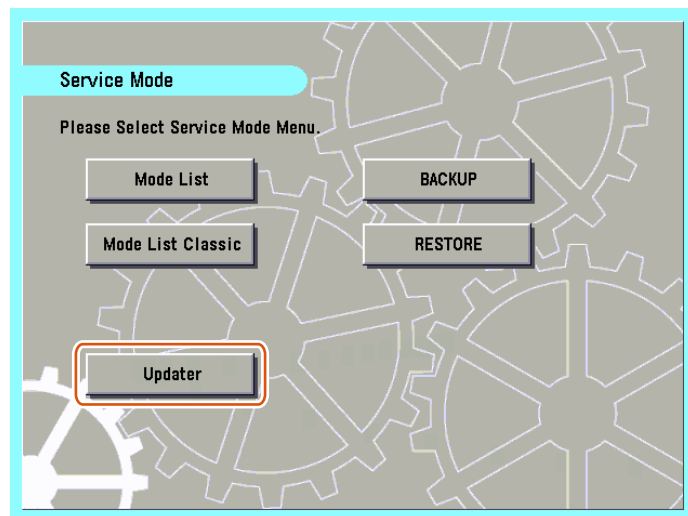 Service Mode
Please Select Service Mode Menu.
Mode List
BACKUP
Mode List Classic
RESTORE
Updater